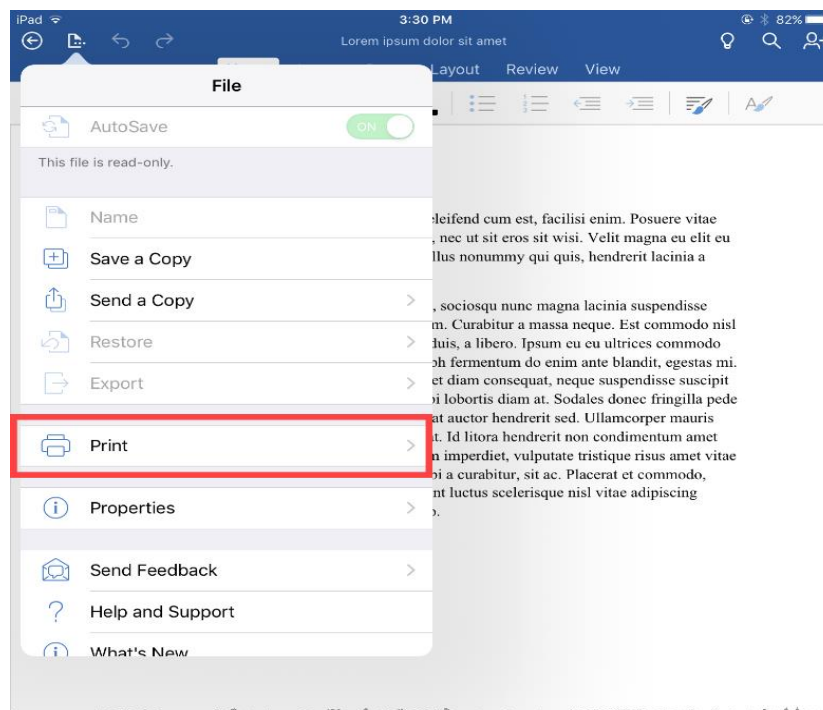 iPad 3:30 PM 82%
Lorem ipsum dolor sit amet
Layout Review View
File
AutoSave ON
This file is read-only.
Name
Save a Copy
Send a Copy
Restore
Export
Print
Properties
Send Feedback
Help and Support
What's New
eleifend cum est, facilisi enim. Posuere vitae
, nec ut sit eros sit wisi. Velit magna eu elit eu
llus nonummy qui quis, hendrerit lacinia a
, sociosqu nunc magna lacinia suspendisse
m. Curabitur a massa neque. Est commodo nisl
duis, a libero. Ipsum eu eu ultrices commodo
bh fermentum do enim ante blandit, egestas mi.
et diam consequat, neque suspendisse suscipit
bi lobortis diam at. Sodales donec fringilla pede
at auctor hendrerit sed. Ullamcorper mauris
t. Id litora hendrerit non condimentum amet
n imperdiet, vulputate tristique risus amet vitae
bi a curabitur, sit ac. Placerat et commodo,
nt luctus scelerisque nisl vitae adipiscing